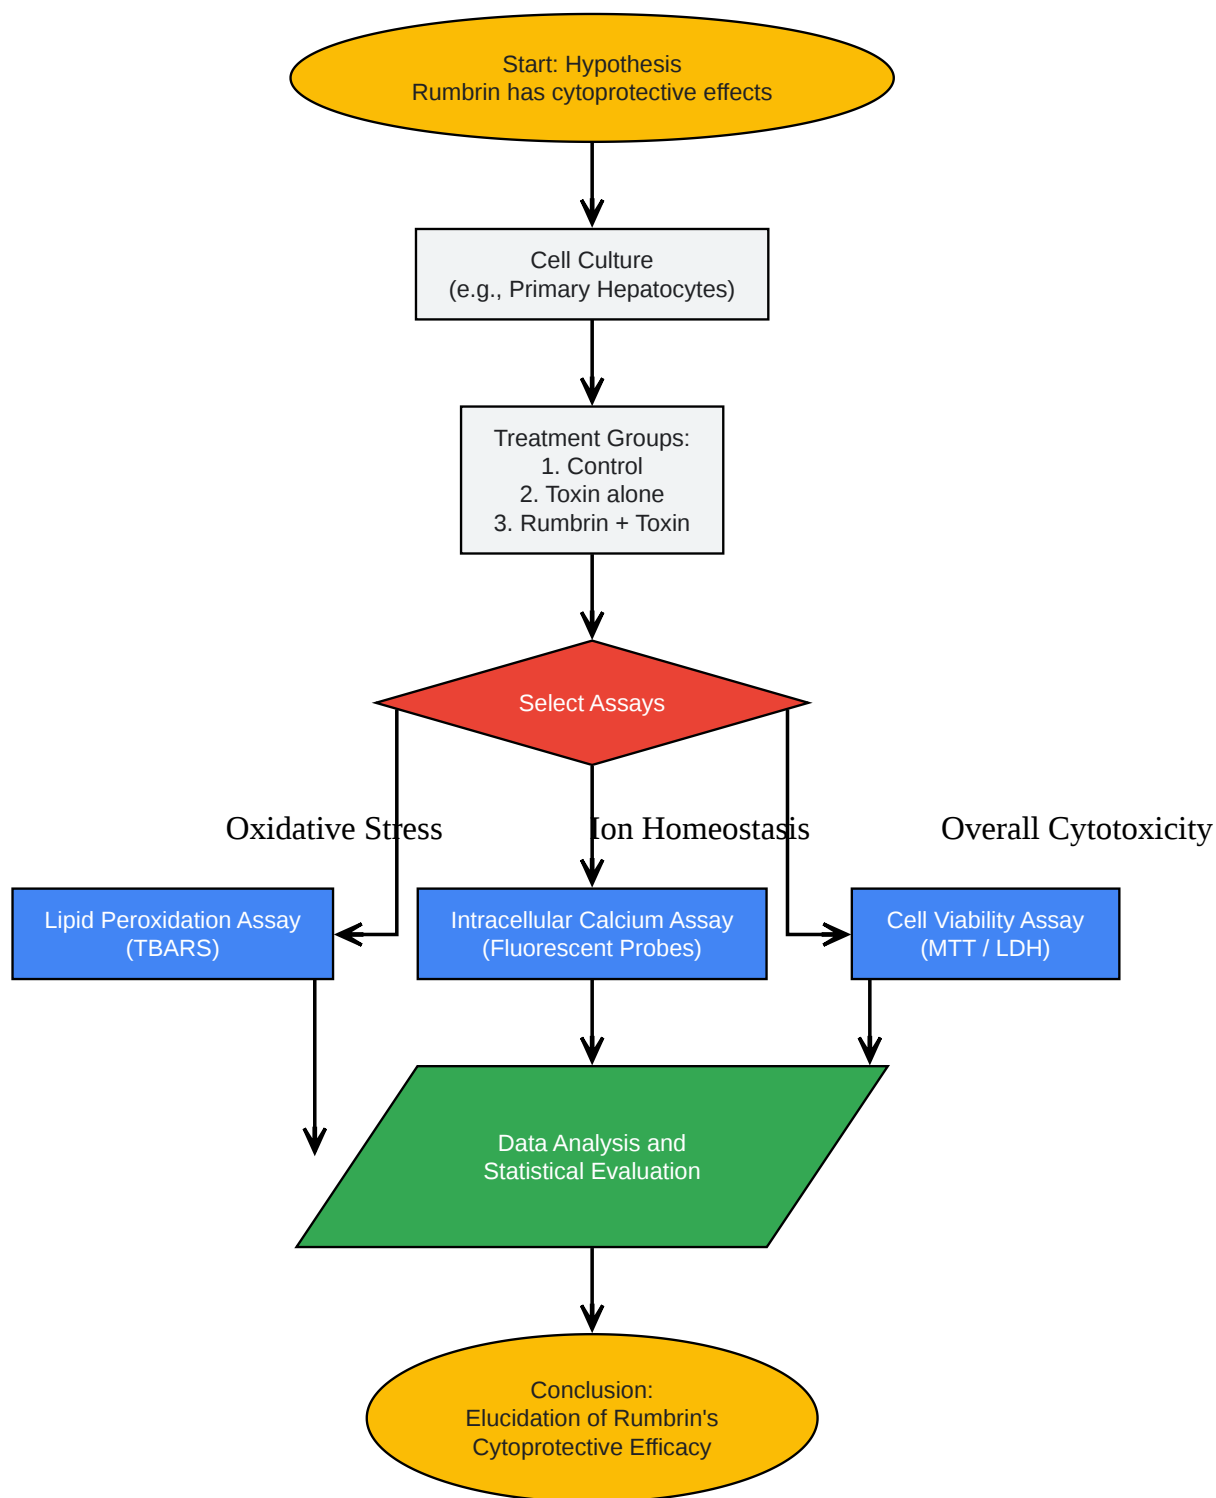 Start: Hypothesis
Rumbrin has cytoprotective effects
Cell Culture
(e.g., Primary Hepatocytes)
Treatment Groups:
1. Control
2. Toxin alone
3. Rumbrin + Toxin
Select Assays
Oxidative Stress
Ion Homeostasis
Overall Cytotoxicity
Lipid Peroxidation Assay
(TBARS)
Intracellular Calcium Assay
(Fluorescent Probes)
Cell Viability Assay
(MTT / LDH)
Data Analysis and
Statistical Evaluation
Conclusion:
Elucidation of Rumbrin's
Cytoprotective Efficacy